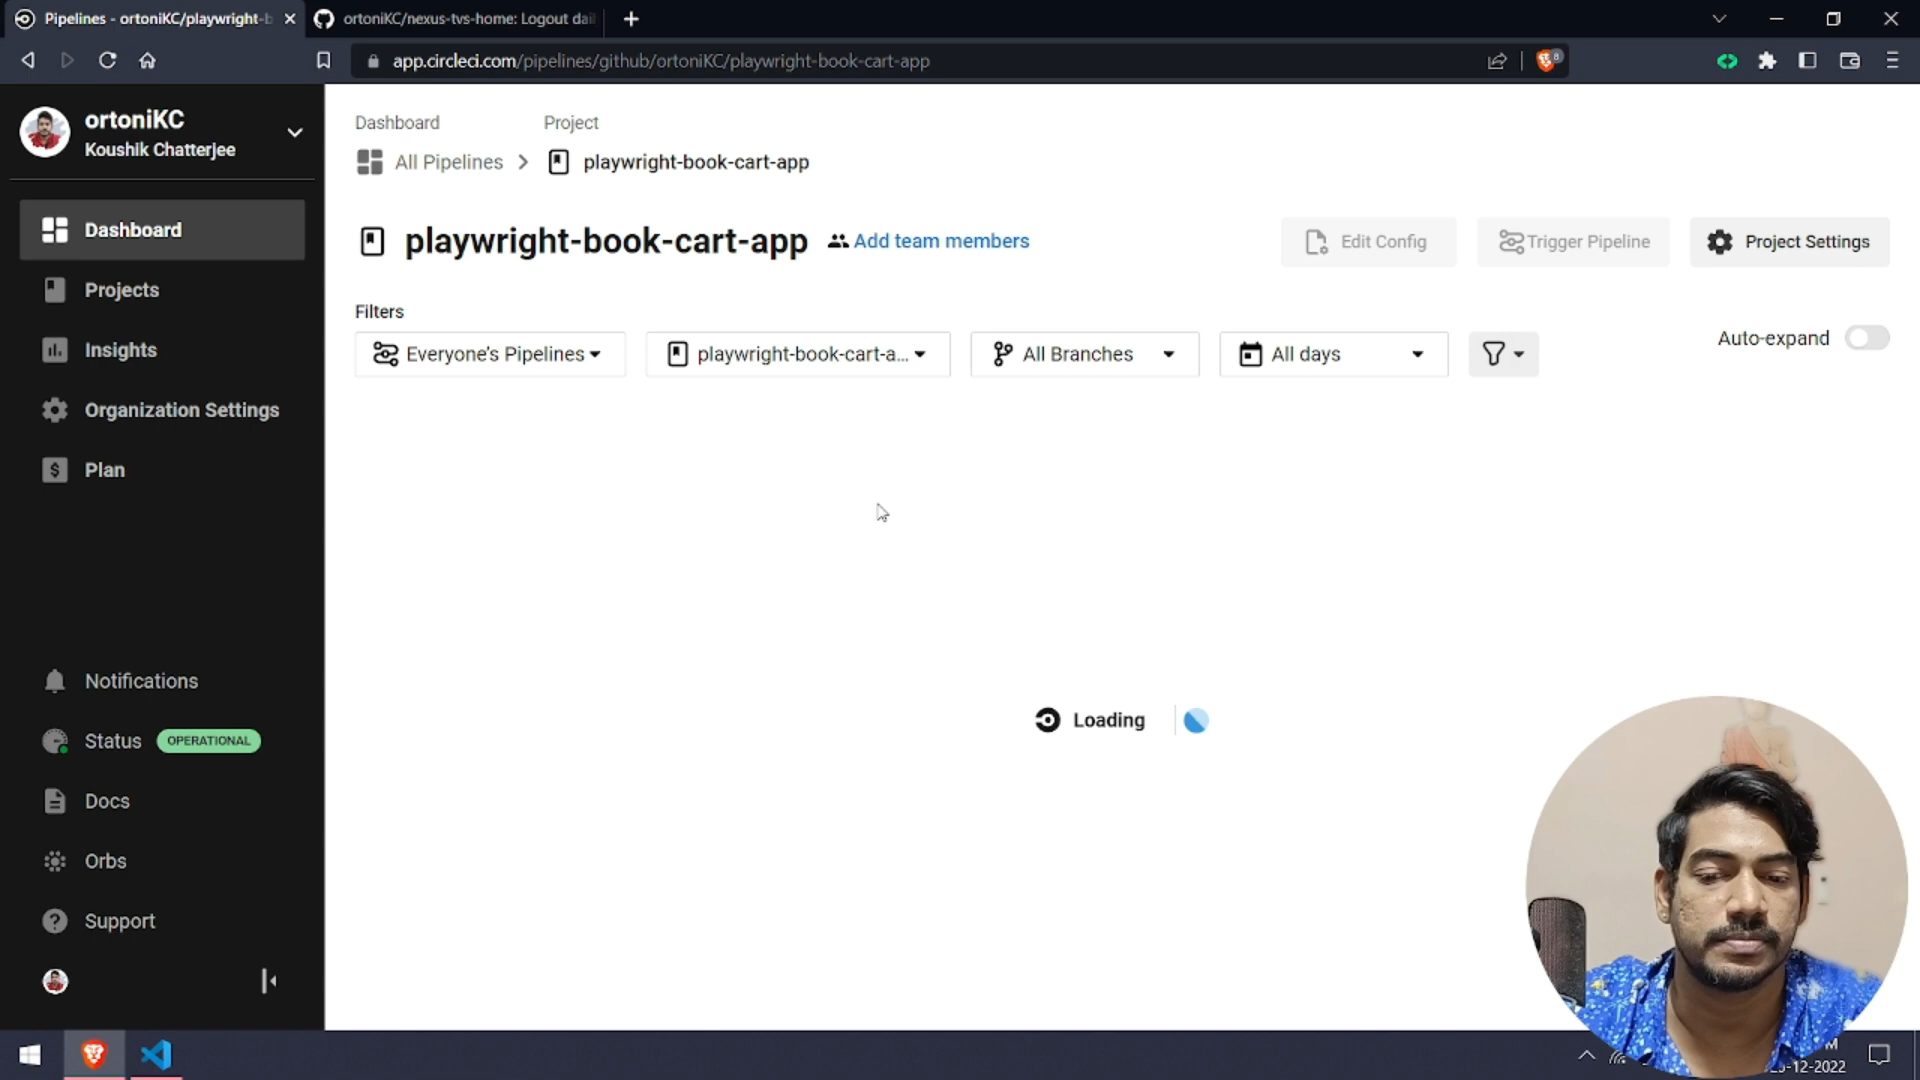 Pipelines - ortoniKC/playwright-b
ortoniKC/nexus-tvs-home: Logout dai
app.circleci.com/pipelines/github/ortoniKC/playwright-book-cart-app
8
ortoniKC
Koushik Chatterjee
Dashboard
Projects
Insights
Organization Settings
Plan
Notifications
Status OPERATIONAL
Docs
Orbs
Support
Dashboard Project
All Pipelines playwright-book-cart-app
playwright-book-cart-app Add team members
Edit Config Trigger Pipeline Project Settings
Filters
Everyone's Pipelines playwright-book-cart-a... All Branches All days
Auto-expand
Loading
-12-2022